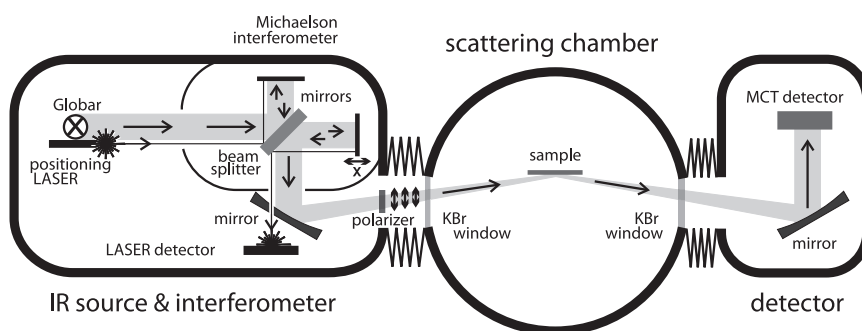 Michaelson
interferometer
scattering chamber
Globar
mirrors
MCT detector
positioning
LASER
beam
splitter
x
sample
mirror
polarizer
KBr
window
KBr
window
mirror
LASER detector
IR source & interferometer
detector